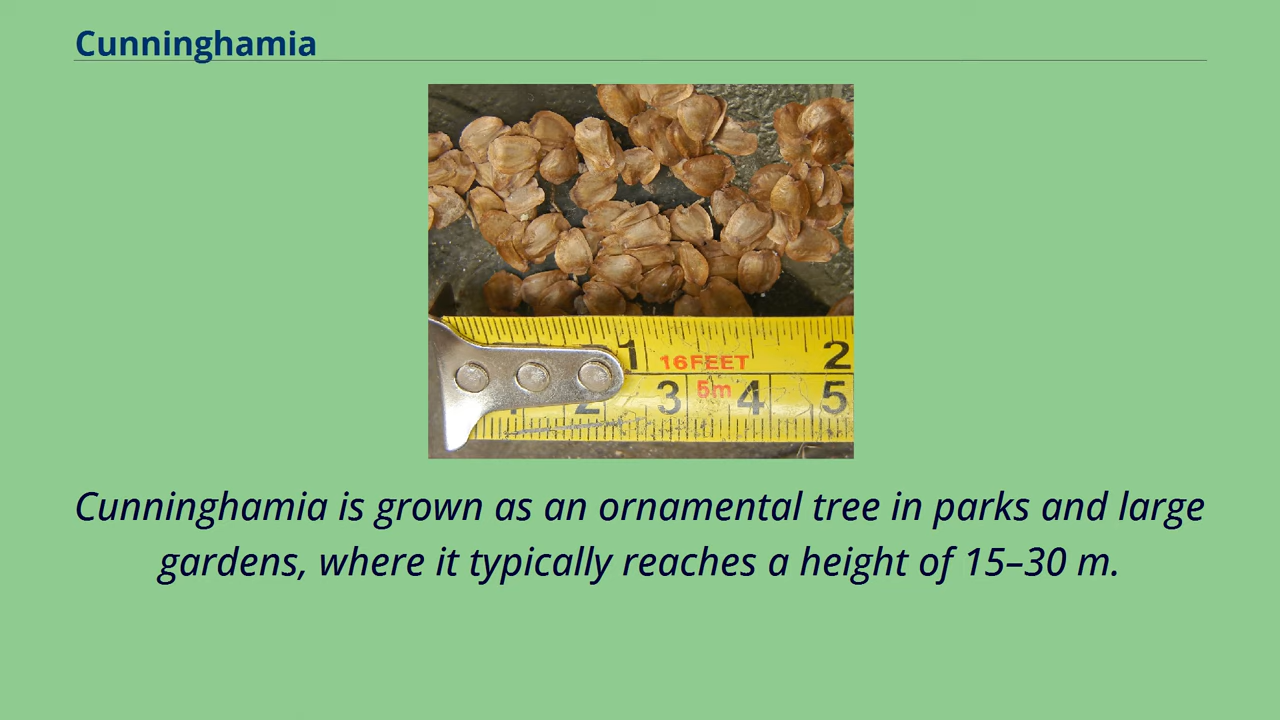 Cunninghamia
1 16FEET 2
2 3 5m 4 5
Cunninghamia is grown as an ornamental tree in parks and large
gardens, where it typically reaches a height of 15–30 m.